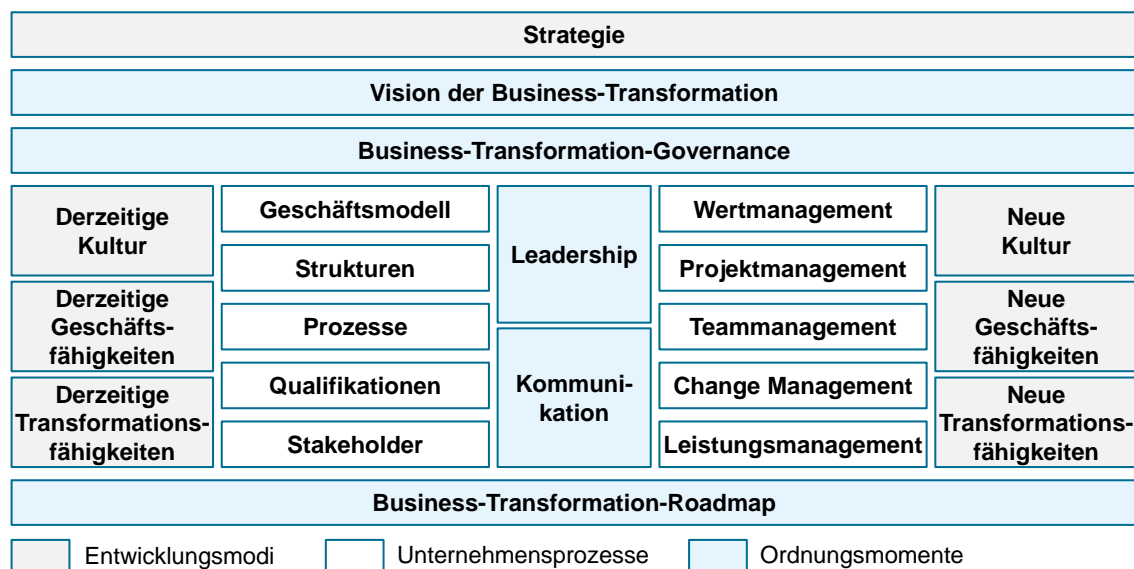 Strategie
Vision der Business-Transformation
Business-Transformation-Governance
Derzeitige
Kultur
Derzeitige
Geschäfts-
fähigkeiten
Derzeitige
Transformations-
fähigkeiten
Geschäftsmodell
Strukturen
Prozesse
Qualifikationen
Stakeholder
Leadership
Kommuni-
kation
Wertmanagement
Projektmanagement
Teammanagement
Change Management
Leistungsmanagement
Neue
Kultur
Neue
Geschäfts-
fähigkeiten
Neue
Transformations-
fähigkeiten
Business-Transformation-Roadmap
Entwicklungsmodi
Unternehmensprozesse
Ordnungsmomente